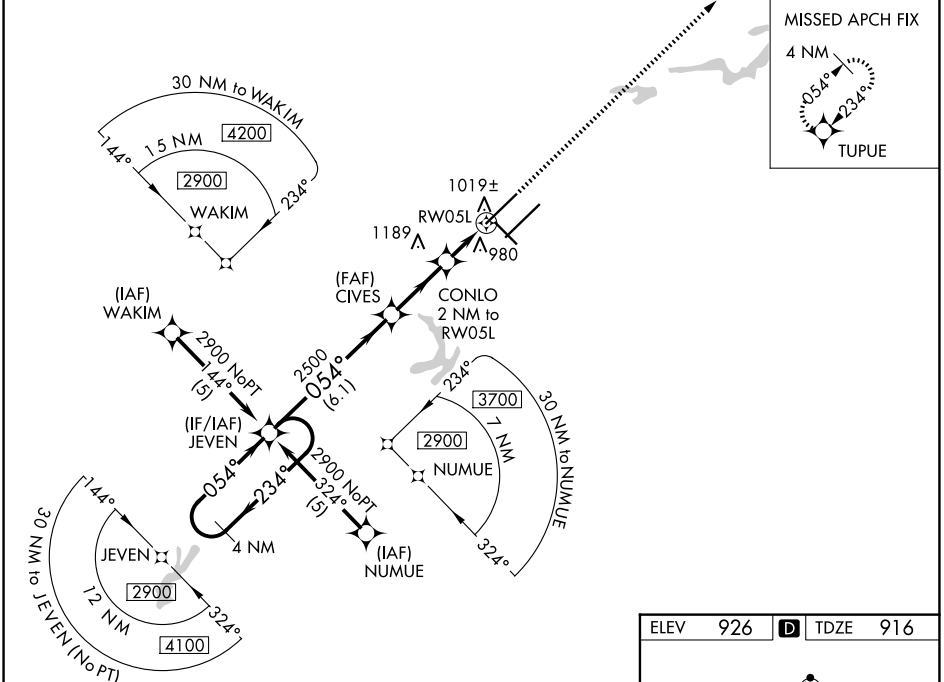 MISSED APCH FIX
4 NM
054°
234°
TUPUE
30 NM to WAKIM
4200
15 NM
2900
144°
234°
WAKIM
1019±
RW05L
1189
980
(FAF)
CIVES
CONLO
2 NM to
RW05L
(IAF)
WAKIM
2900 NoPT
144°
(5)
2500
054°
(6.1)
(IF/IAF)
JEVEN
054°
234°
4 NM
2900 NoPT
324°
(5)
(IAF)
NUMUE
234°
3700
30 NM to NUMUE
7 NM
2900
NUMUE
324°
144°
JEVEN
2900
12 NM
324°
4100
30 NM to JEVEN (No PT)
ELEV 926 D TDZE 916